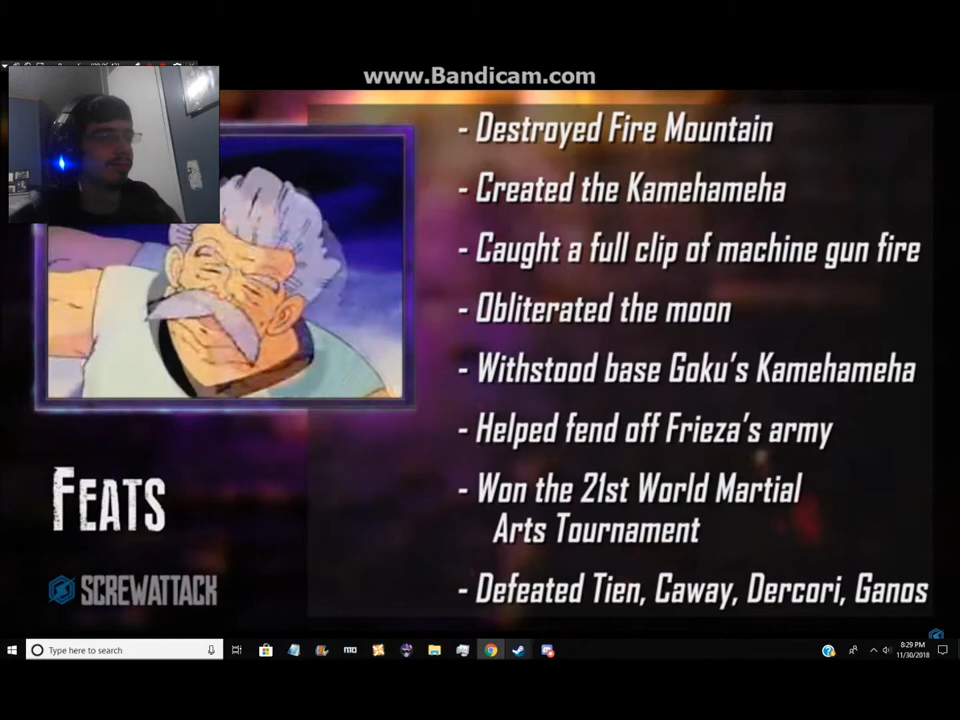 www.Bandicam.com
- Destroyed Fire Mountain
- Created the Kamehameha
- Caught a full clip of machine gun fire
- Obliterated the moon
- Withstood base Goku's Kamehameha
- Helped fend off Frieza's army
- Won the 21st World Martial
Arts Tournament
- Defeated Tien, Caway, Dercori, Ganos
FEATS
SCREWATTACK
Type here to search
8:29 PM
11/30/2018